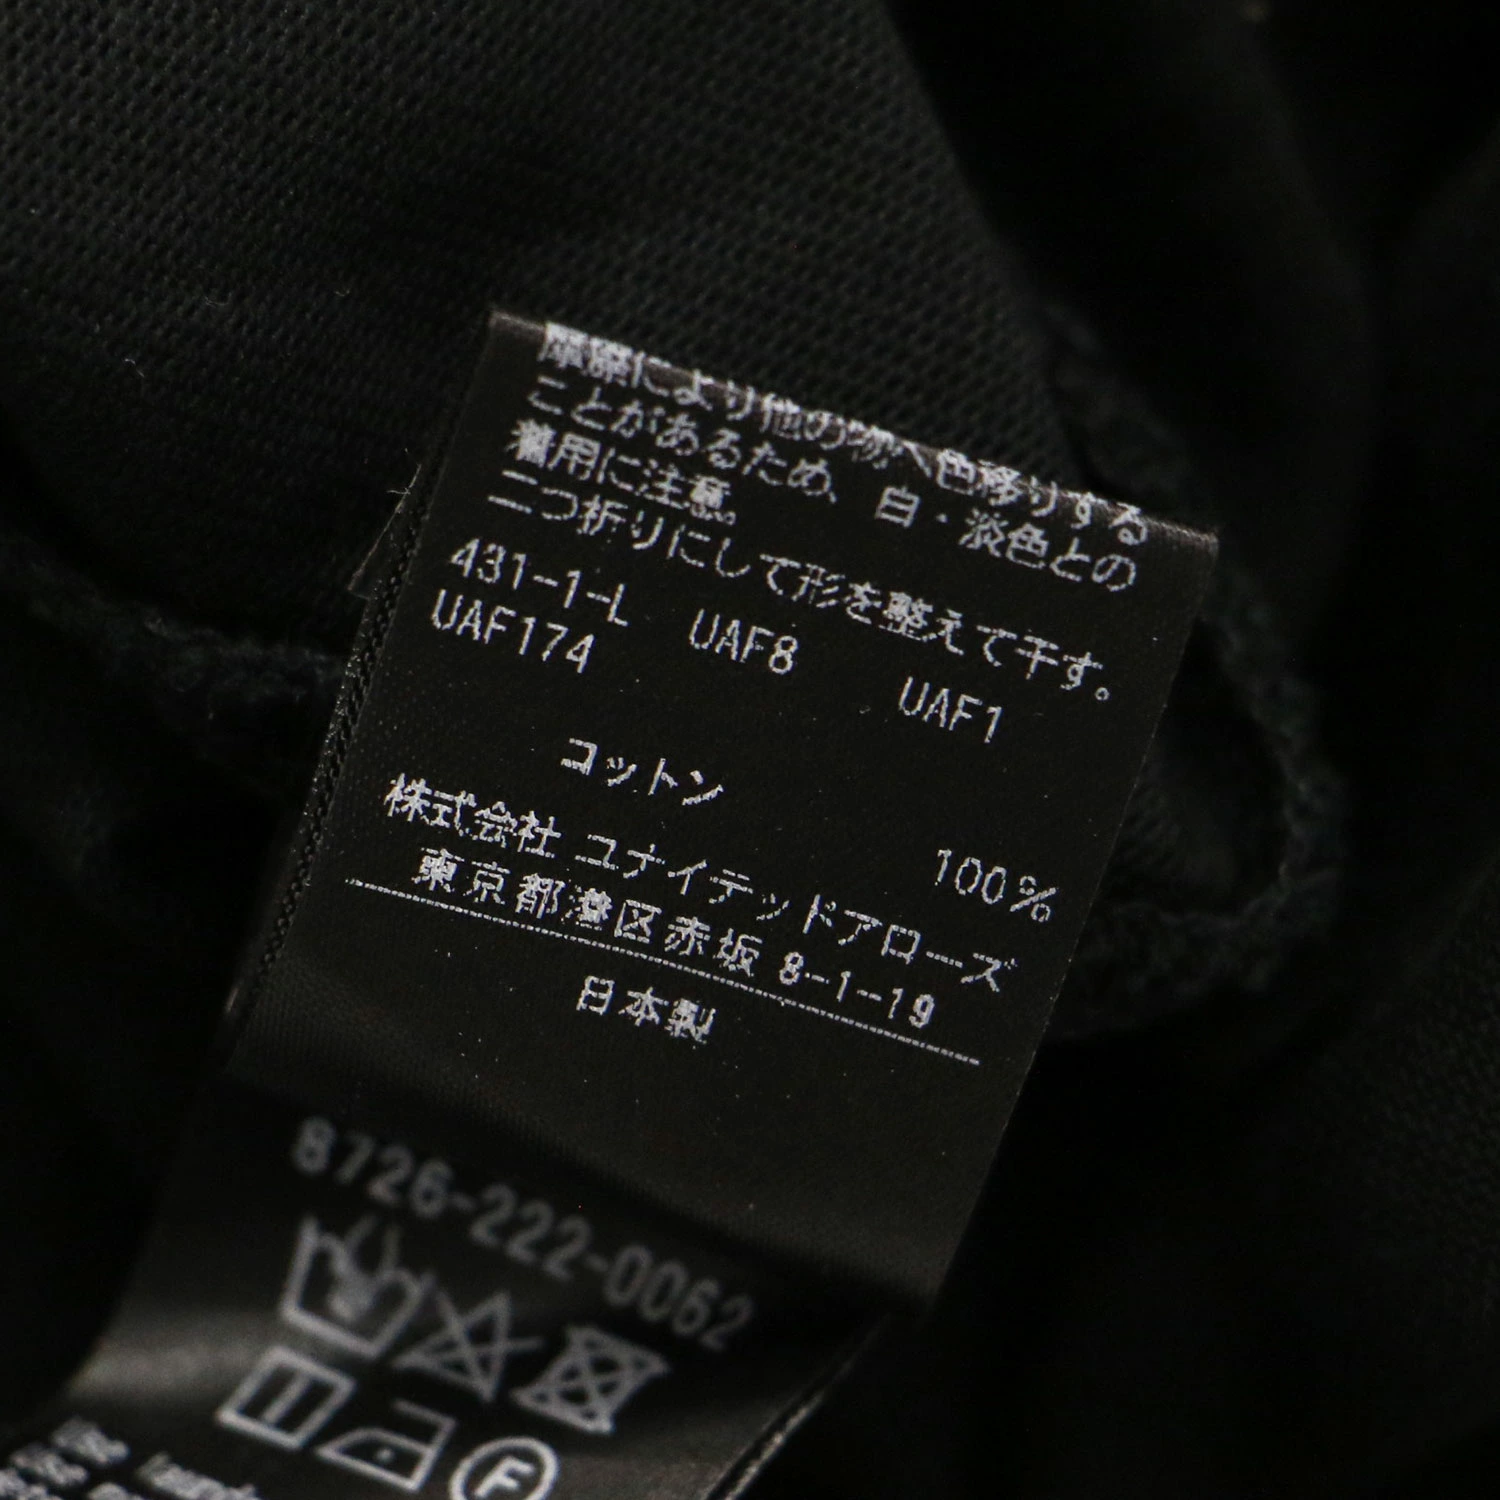 摩擦により他の物へ色移りする
ことがあるため、白・淡色との
着用に注意。
二つ折りにして形を整えて干す。
431-1-L UAF8 UAF1
UAF174
コットン 100%
株式会社 ユナイテッドアローズ
東京都港区赤坂 8-1-19
日本製
8726-222-0062
F
Use